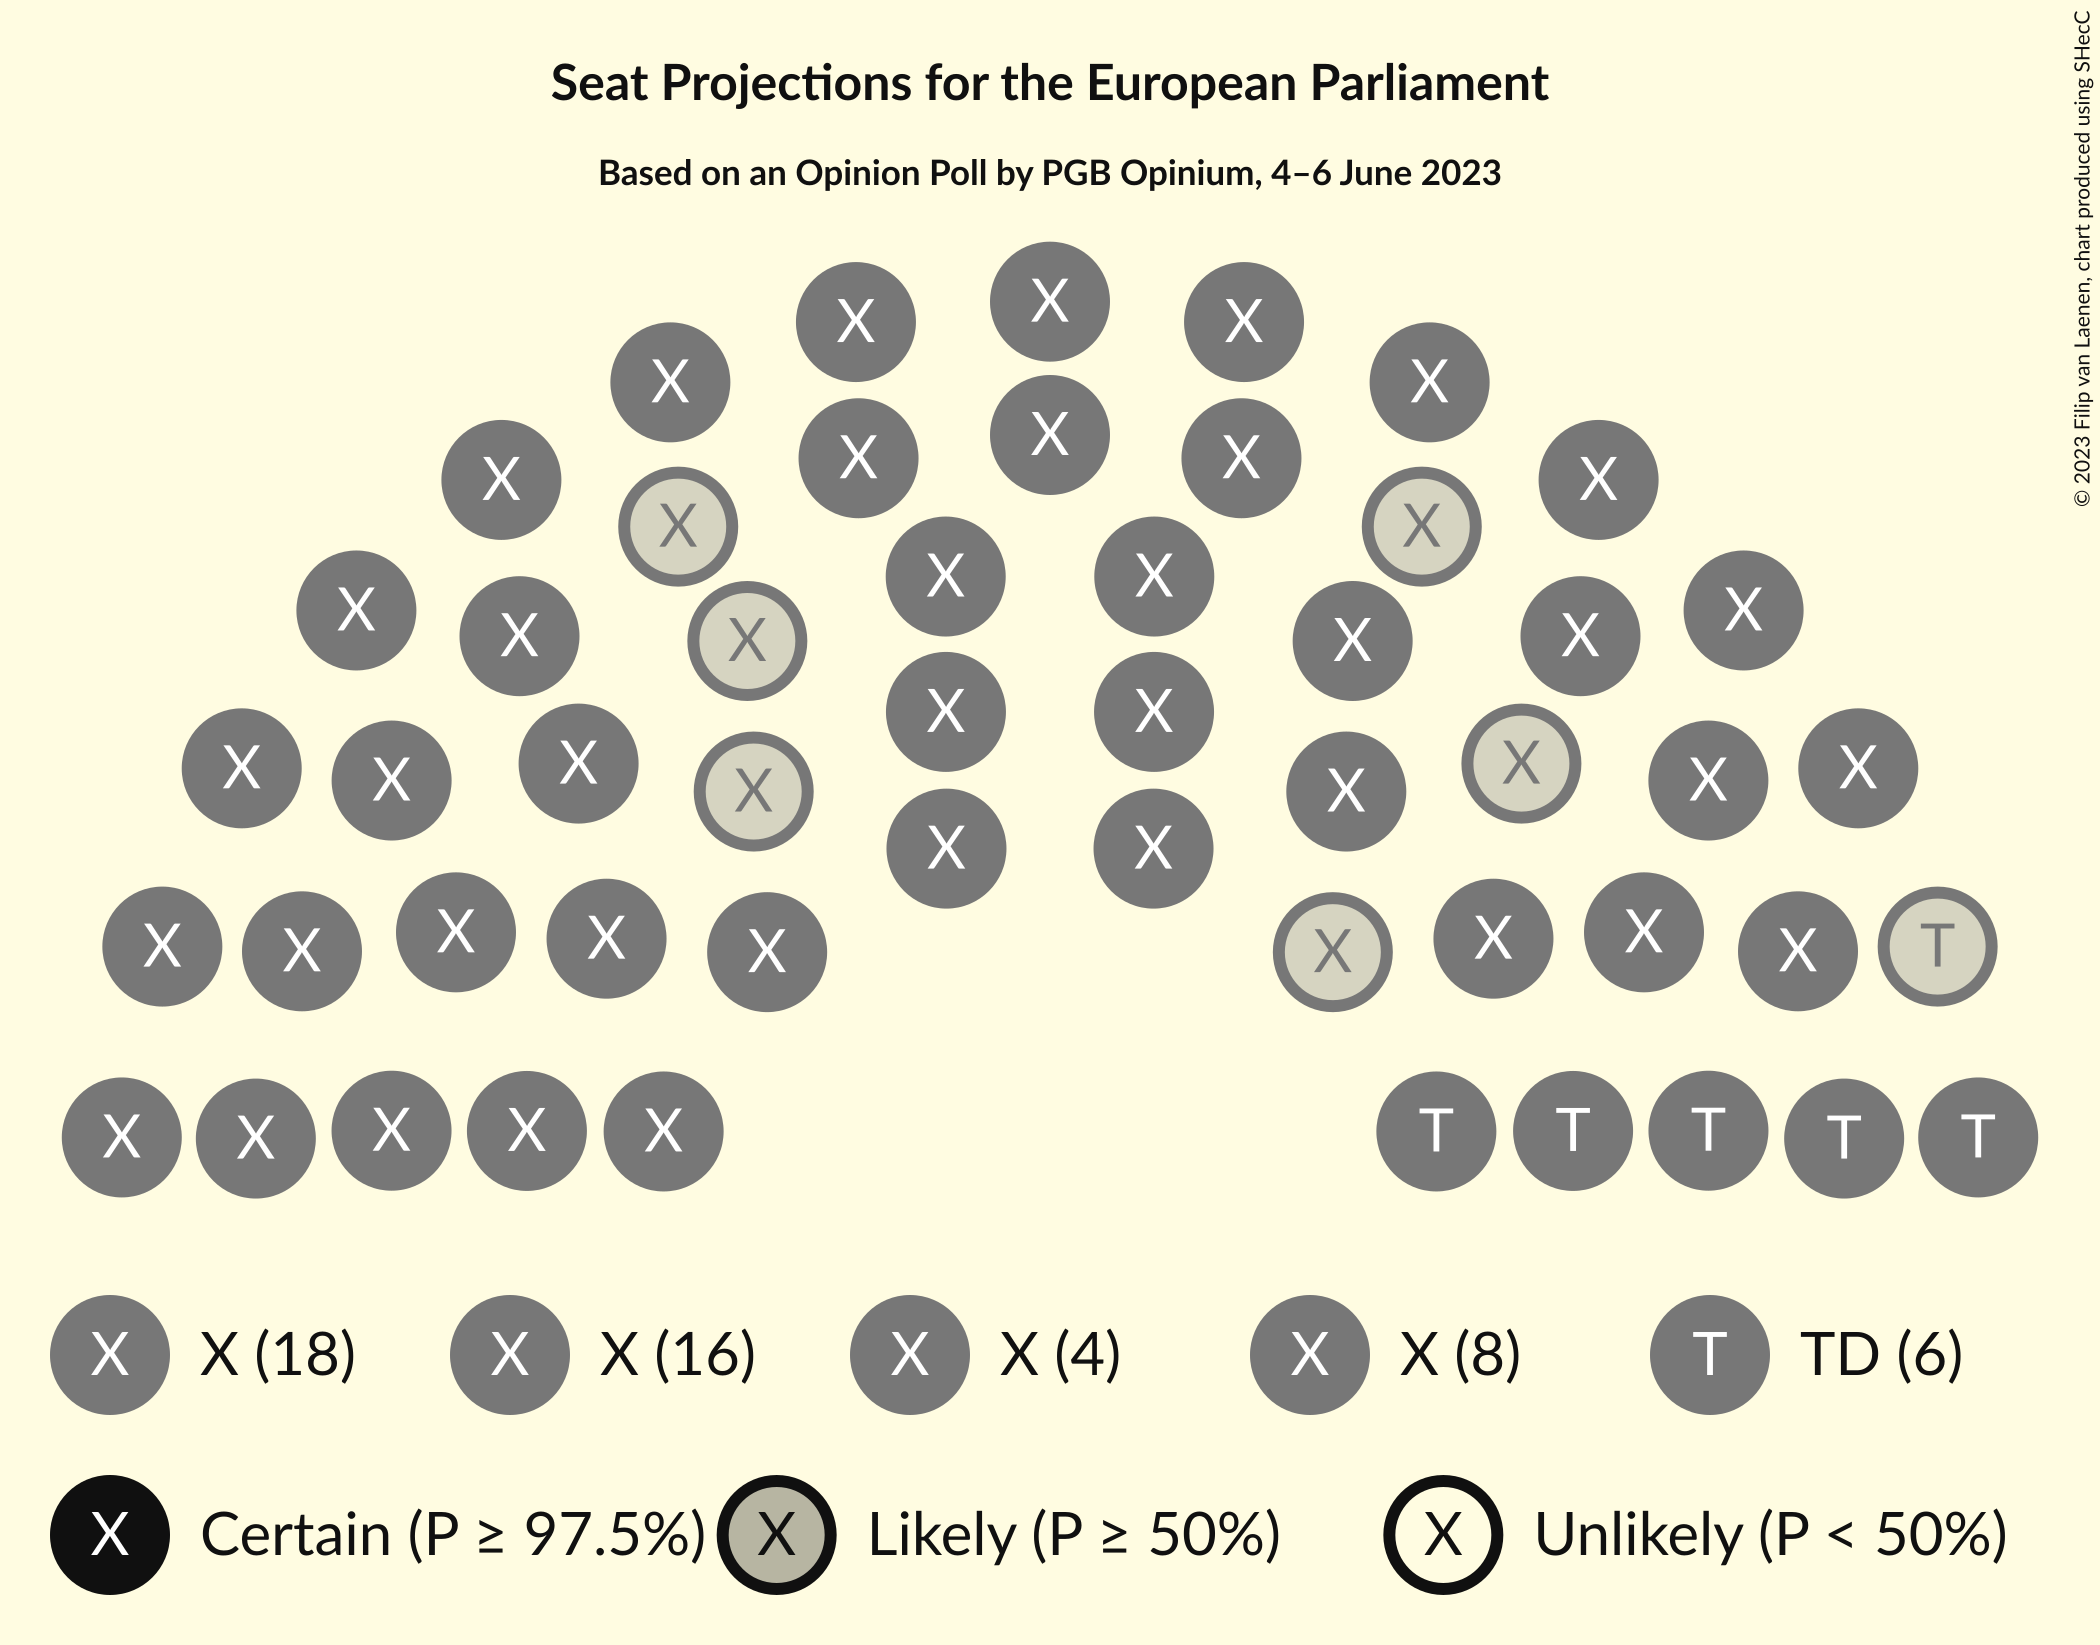 Seat Projections for the European Parliament
Based on an Opinion Poll by PGB Opinium, 4–6 June 2023
© 2023 Filip van Laenen, chart produced using SHecC
X X X
X X
X X X
X X
X X
X X
X X X
X X X X
X X
X X
X X X X
X X X X
X X
X X
X X X X X X X X T
X X
X X X X X T T T T T
X X (18) X X (16) X X (4) X X (8) T TD (6)
X Certain (P ≥ 97.5%) X Likely (P ≥ 50%) X Unlikely (P < 50%)